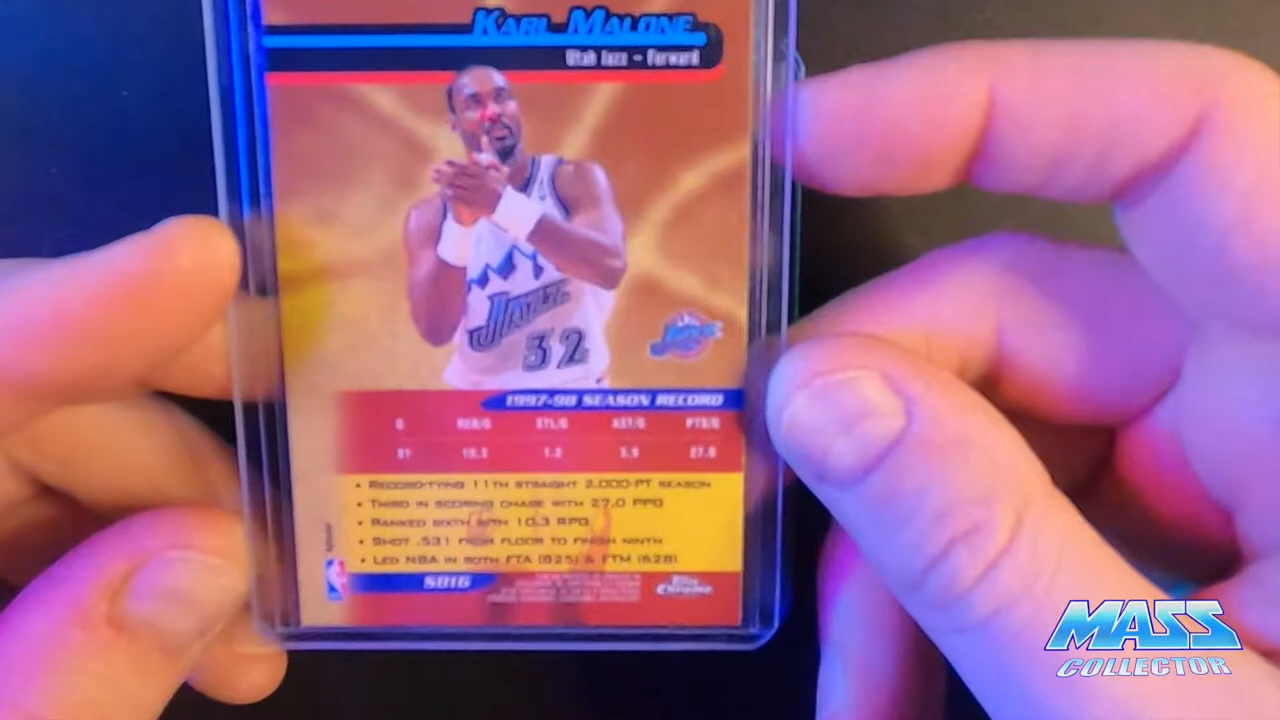 KARL MALONE
Utah Jazz - Forward
JAZZ
32
JAZZ
1997-98 SEASON RECORD
G REB/G STL/G AST/G PTS/G
81 10.3 1.2 3.9 27.0
• RECORD-TYING 11TH STRAIGHT 2,000-PT SEASON
• THIRD IN SCORING CHASE WITH 27.0 PPG
• RANKED SIXTH WITH 10.3 RPG
• SHOT .531 FROM FLOOR TO FINISH NINTH
• LED NBA IN BOTH FTA (825) & FTM (628)
SB16
Topps
Chrome
MASS
COLLECTOR